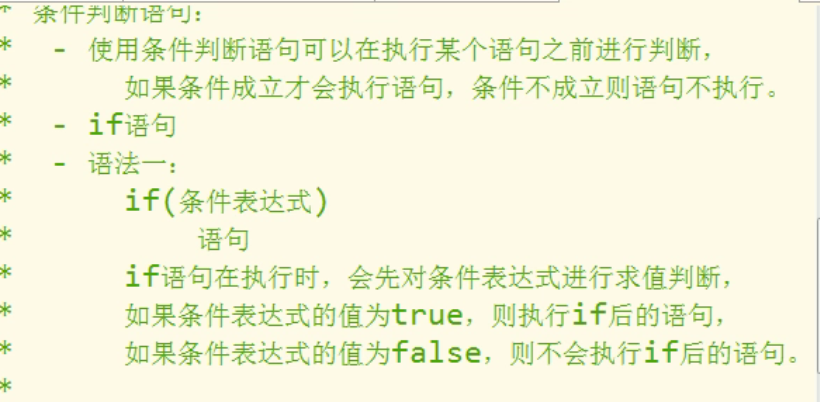 * 条件判断语句：
* - 使用条件判断语句可以在执行某个语句之前进行判断，
* 如果条件成立才会执行语句，条件不成立则语句不执行。
* - if语句
* - 语法一：
* if(条件表达式)
* 语句
* if语句在执行时，会先对条件表达式进行求值判断，
* 如果条件表达式的值为true，则执行if后的语句，
* 如果条件表达式的值为false，则不会执行if后的语句。
*